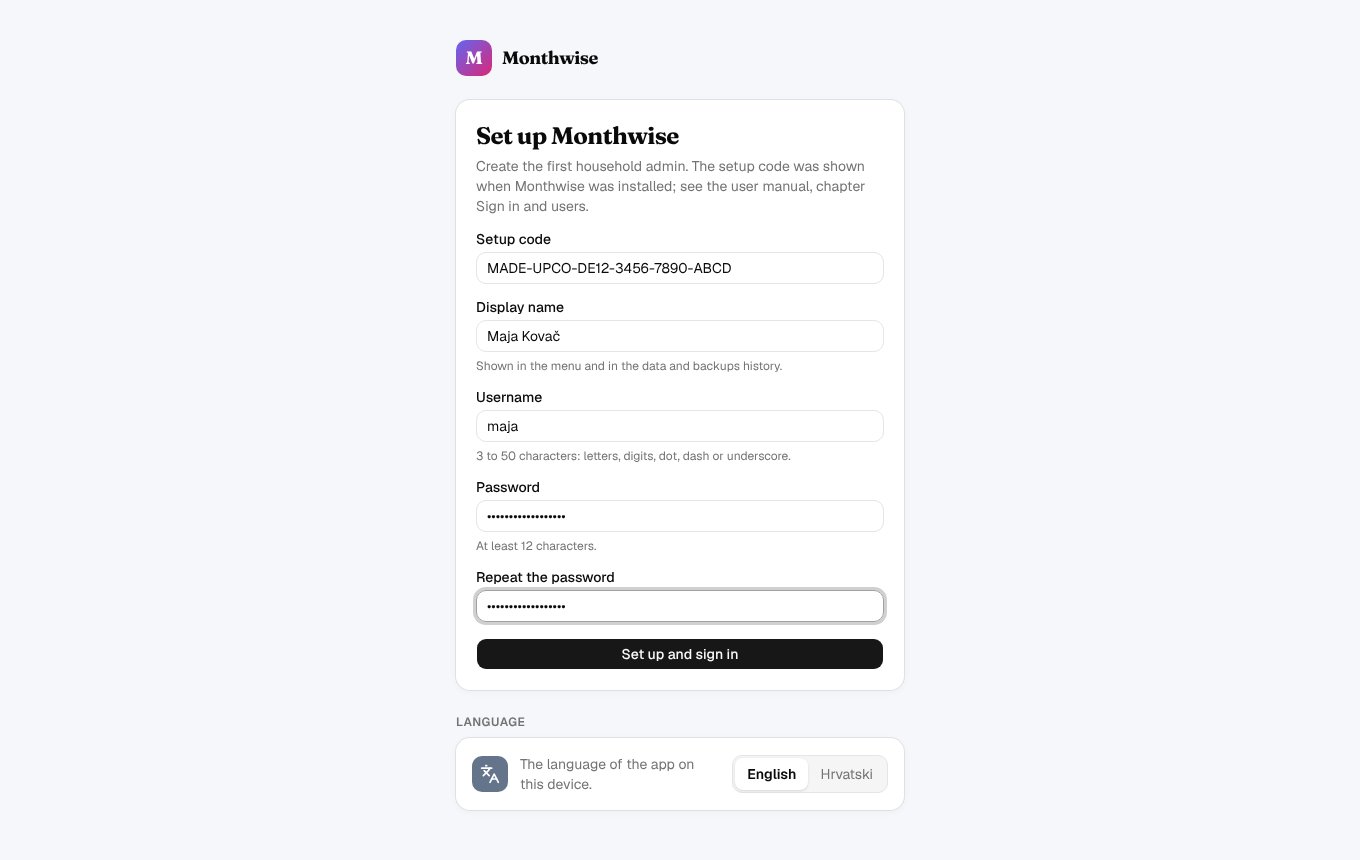 M Monthwise
Set up Monthwise
Create the first household admin. The setup code was shown
when Monthwise was installed; see the user manual, chapter
Sign in and users.
Setup code
MADE-UPCO-DE12-3456-7890-ABCD
Display name
Maja Kovač
Shown in the menu and in the data and backups history.
Username
maja
3 to 50 characters: letters, digits, dot, dash or underscore.
Password
••••••••••••••••••
At least 12 characters.
Repeat the password
••••••••••••••••••
Set up and sign in
LANGUAGE
The language of the app on
this device.
English Hrvatski